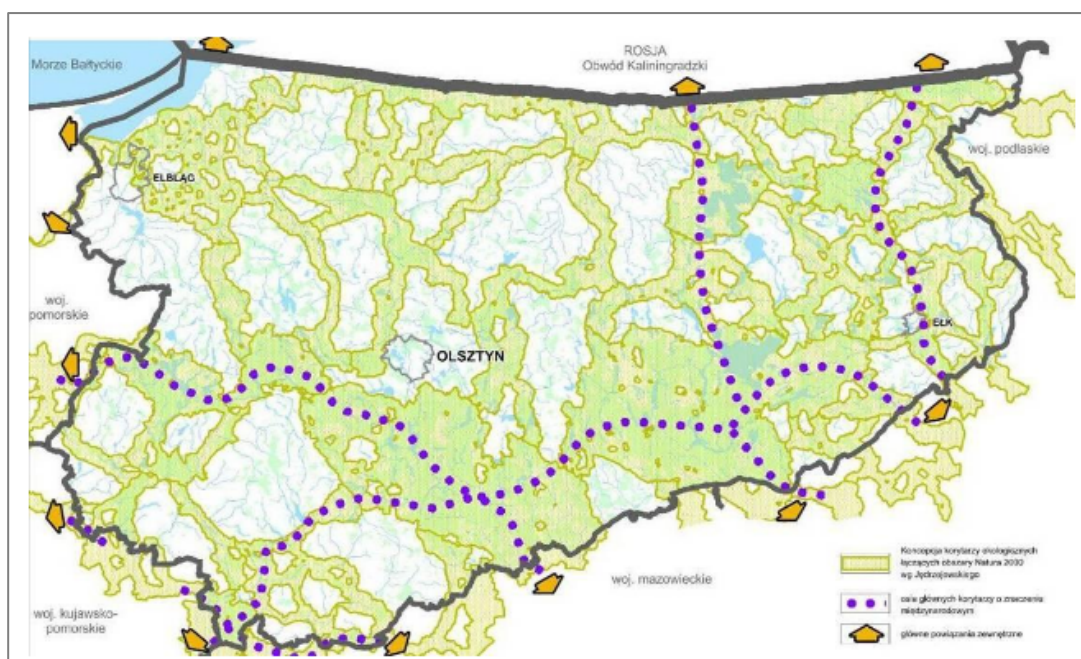 ROSJA
Morze Bałtyckie
Obwód Kaliningradzki
woj. podlaskie
ELBLĄG
woj.
pomorskie
EŁK
OLSZTYN
Koncepcja korytarzy ekologicznych
łączących obszary Natura 2000
wg Jędrzejewskiego
woj. mazowieckie
osie głównych korytarzy o znaczeniu
międzynarodowym
woj. kujawsko-
pomorskie
główne powiązania zewnętrzne